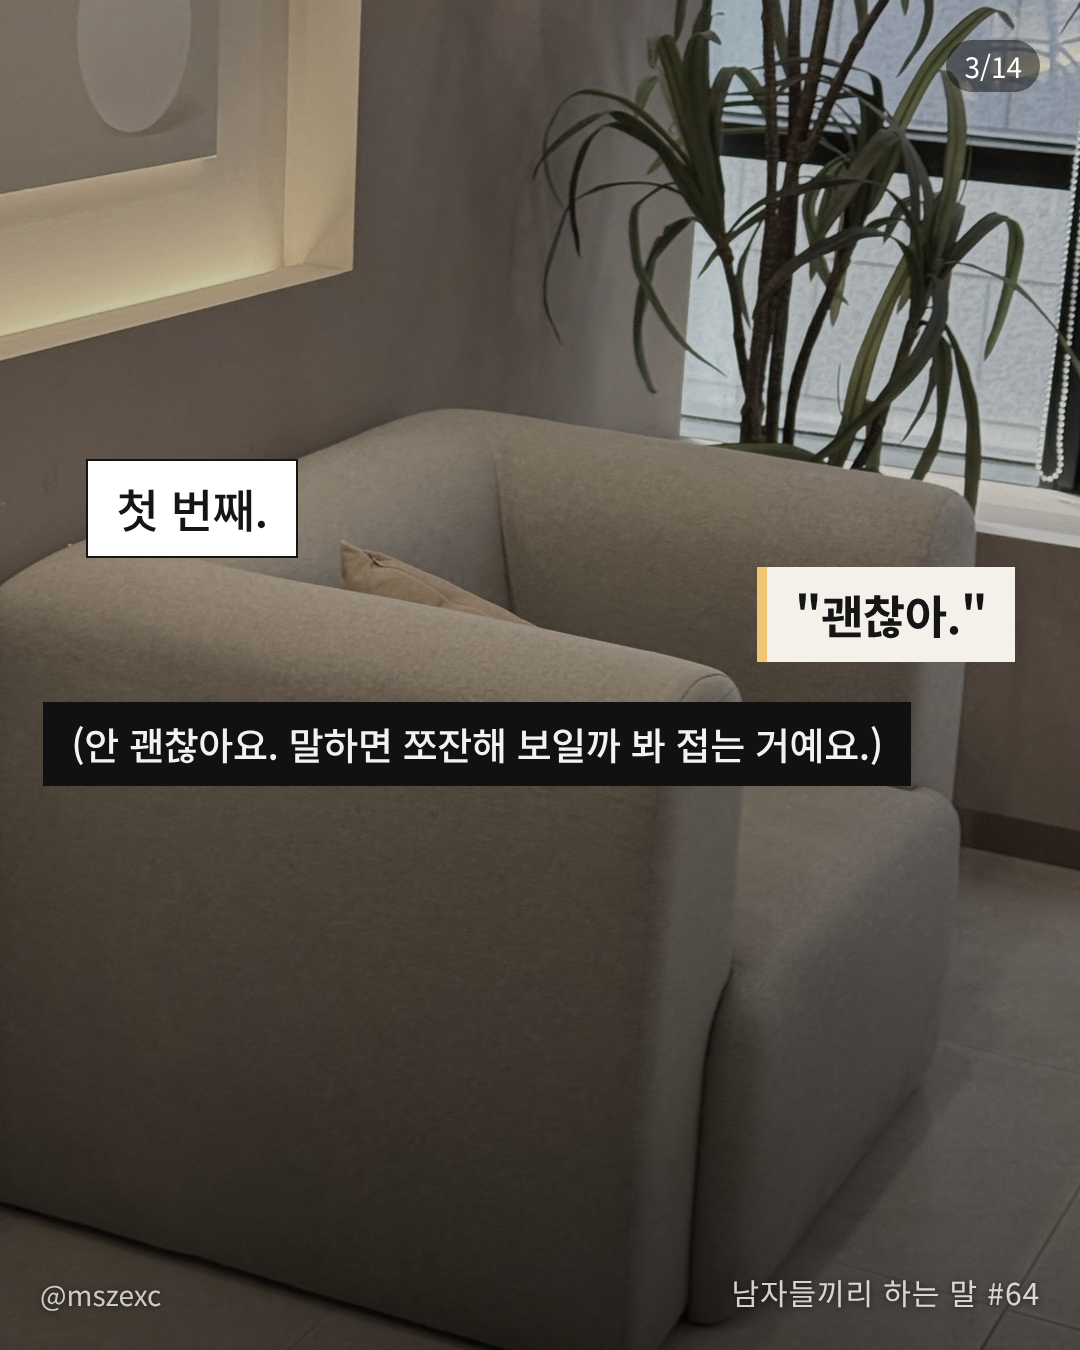 3/14
첫 번째.
"괜찮아."
(안 괜찮아요. 말하면 쪼잔해 보일까 봐 접는 거예요.)
@mszexc
남자들끼리 하는 말 #64